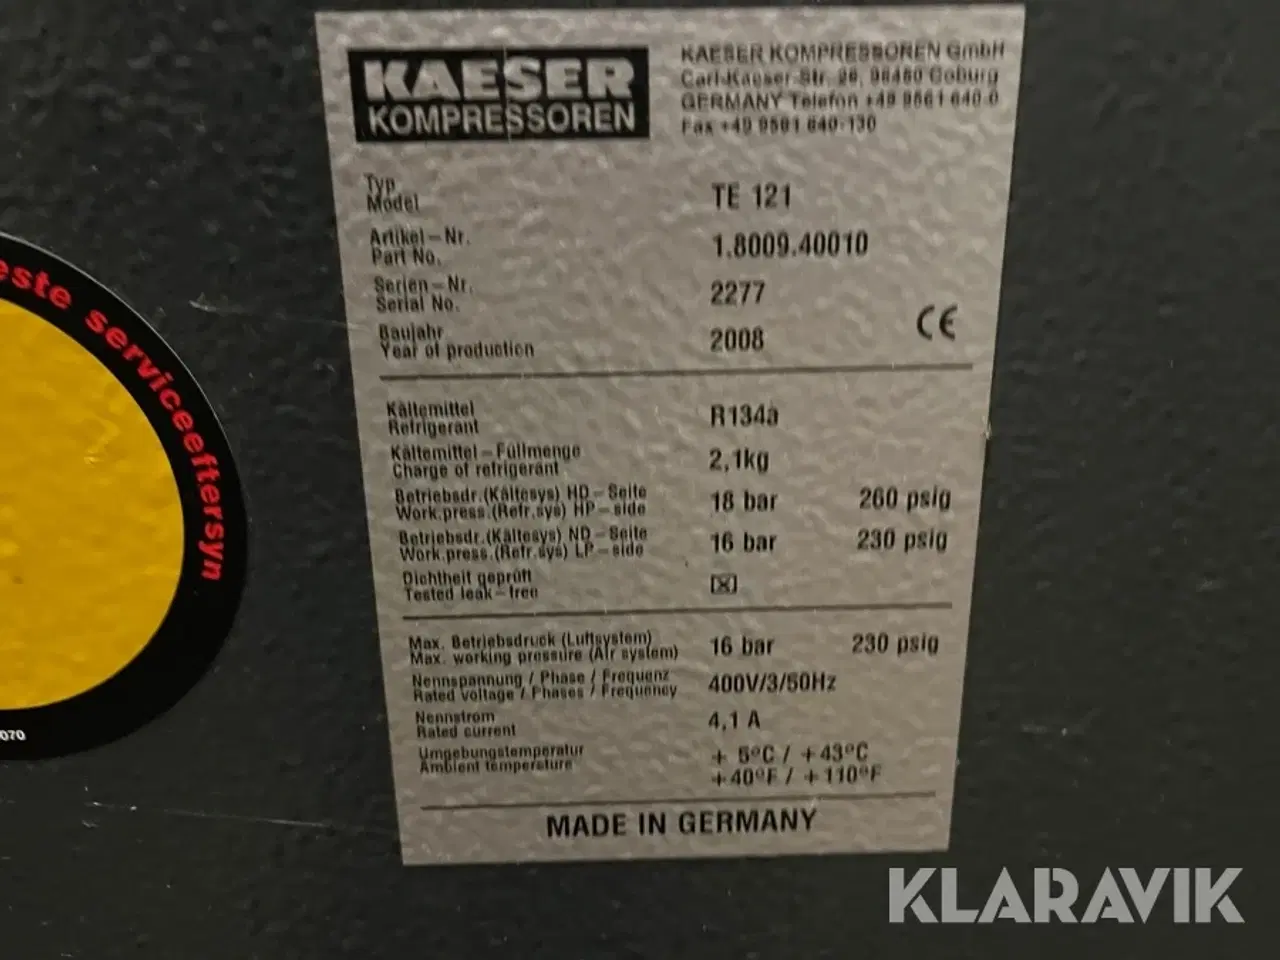 KAESER
KOMPRESSOREN
KAESER KOMPRESSOREN GmbH
Carl-Kaeser-Str. 26, 96450 Coburg
GERMANY Telefon +49 9561 640-0
Fax +49 9561 640-130
Typ
Model
TE 121
Artikel-Nr.
Part No.
1.8009.40010
Serien-Nr.
Serial No.
2277
Baujahr
Year of production
2008
CE
Kältemittel
Refrigerant
R134a
Kältemittel-Füllmenge
Charge of refrigerant
2,1kg
Betriebsdr.(Kältesys) HD-Seite
Work.press.(Refr.sys) HP-side
18 bar 260 psig
Betriebsdr.(Kältesys) ND-Seite
Work.press.(Refr.sys) LP-side
16 bar 230 psig
Dichtheit geprüft
Tested leak-free
Max. Betriebsdruck (Luftsystem)
Max. working pressure (Air system)
16 bar 230 psig
Nennspannung / Phase / Frequenz
Rated voltage / Phases / Frequency
400V/3/50Hz
Nennstrom
Rated current
4,1 A
Umgebungstemperatur
Ambient temperature
+ 5°C / +43°C
+40°F / +110°F
MADE IN GERMANY
este serviceeftersyn
070
KLARAVIK